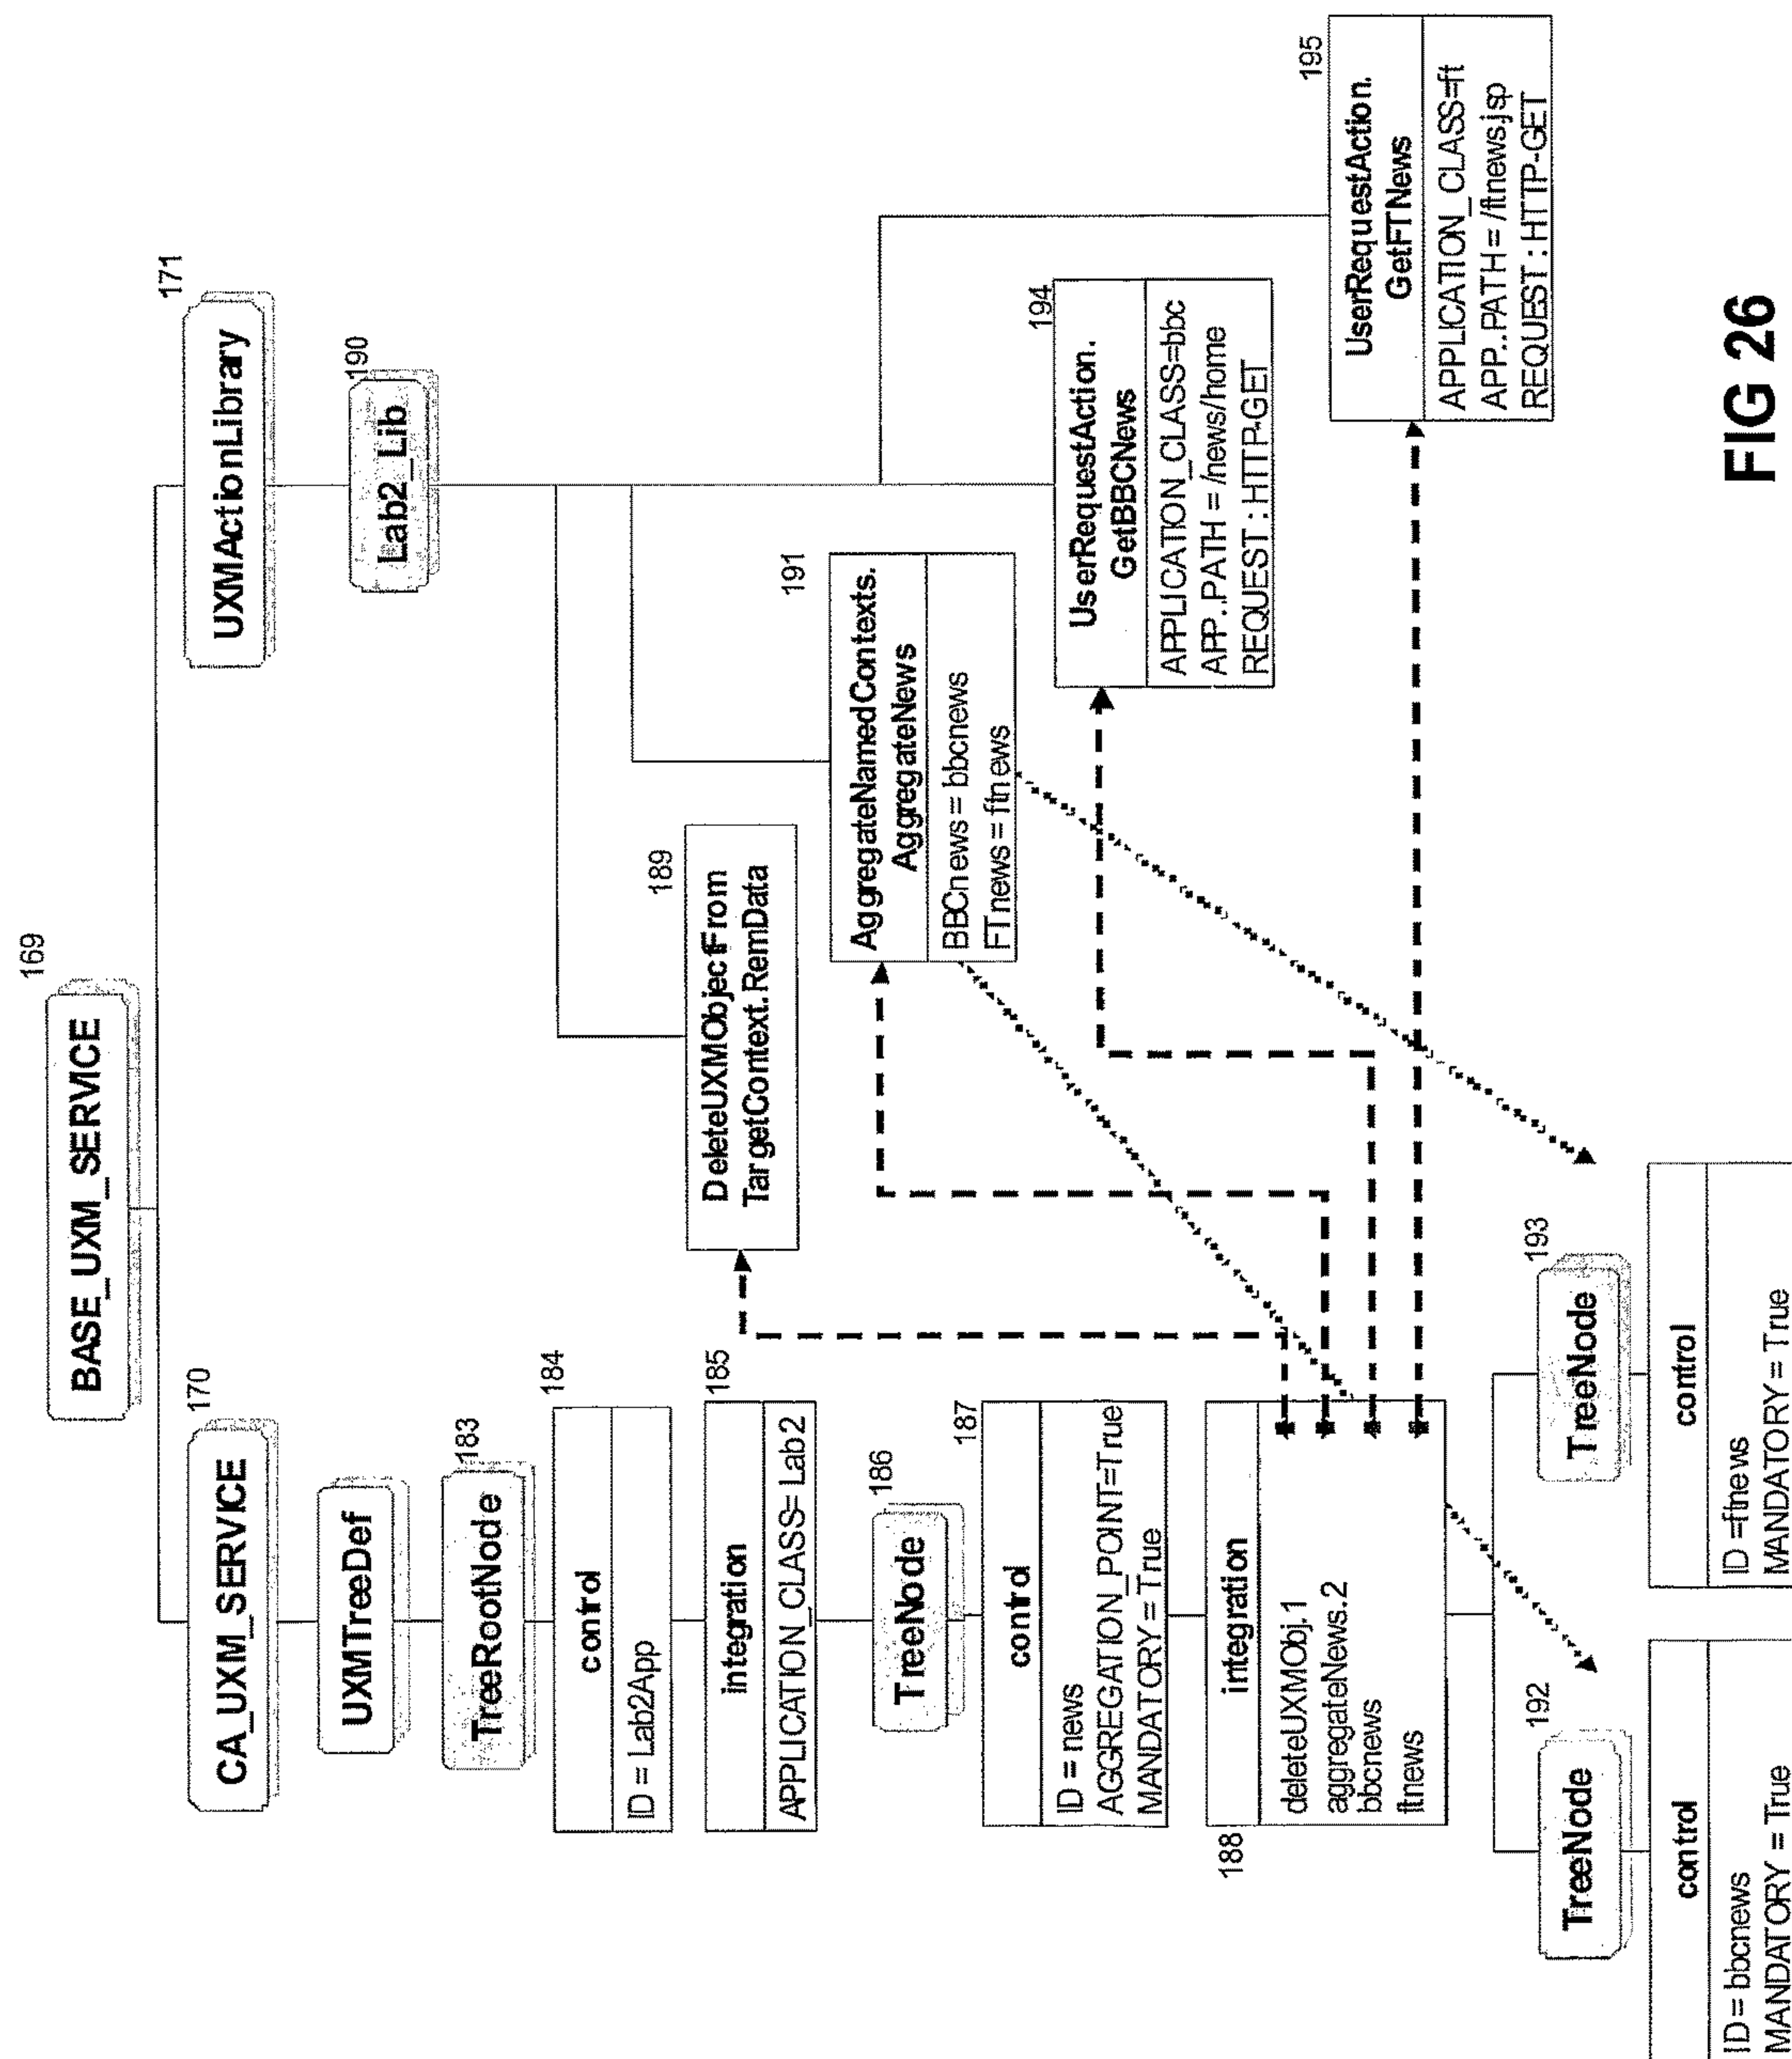 169
BASE_UXM_SERVICE
170
CA_UXM_SERVICE
UXMTreeDef
183
TreeRootNode
184
control
ID = Lab2App
185
integration
APPLICATION_CLASS= Lab2
186
TreeNode
187
control
ID = news
AGGREGATION_POINT=True
MANDATORY = True
188
integration
deleteUXMObj.1
aggregateNews.2
bbcnews
ftnews
192
TreeNode
control
ID = bbcnews
MANDATORY = True
193
TreeNode
control
ID =ftnews
MANDATORY = True
171
UXMActionLibrary
190
Lab2_Lib
189
DeleteUXMObjectFrom
TargetContext.RemData
191
AggregateNamedContexts.
AggregateNews
BBCnews = bbcnews
FTnews = ftnews
194
UserRequestAction.
GetBBCNews
APPLICATION_CLASS=bbc
APP..PATH = /news/home
REQUEST : HTTP-GET
195
UserRequestAction.
GetFTNews
APPLICATION_CLASS=ft
APP..PATH = /ftnews.jsp
REQUEST : HTTP-GET
FIG 26